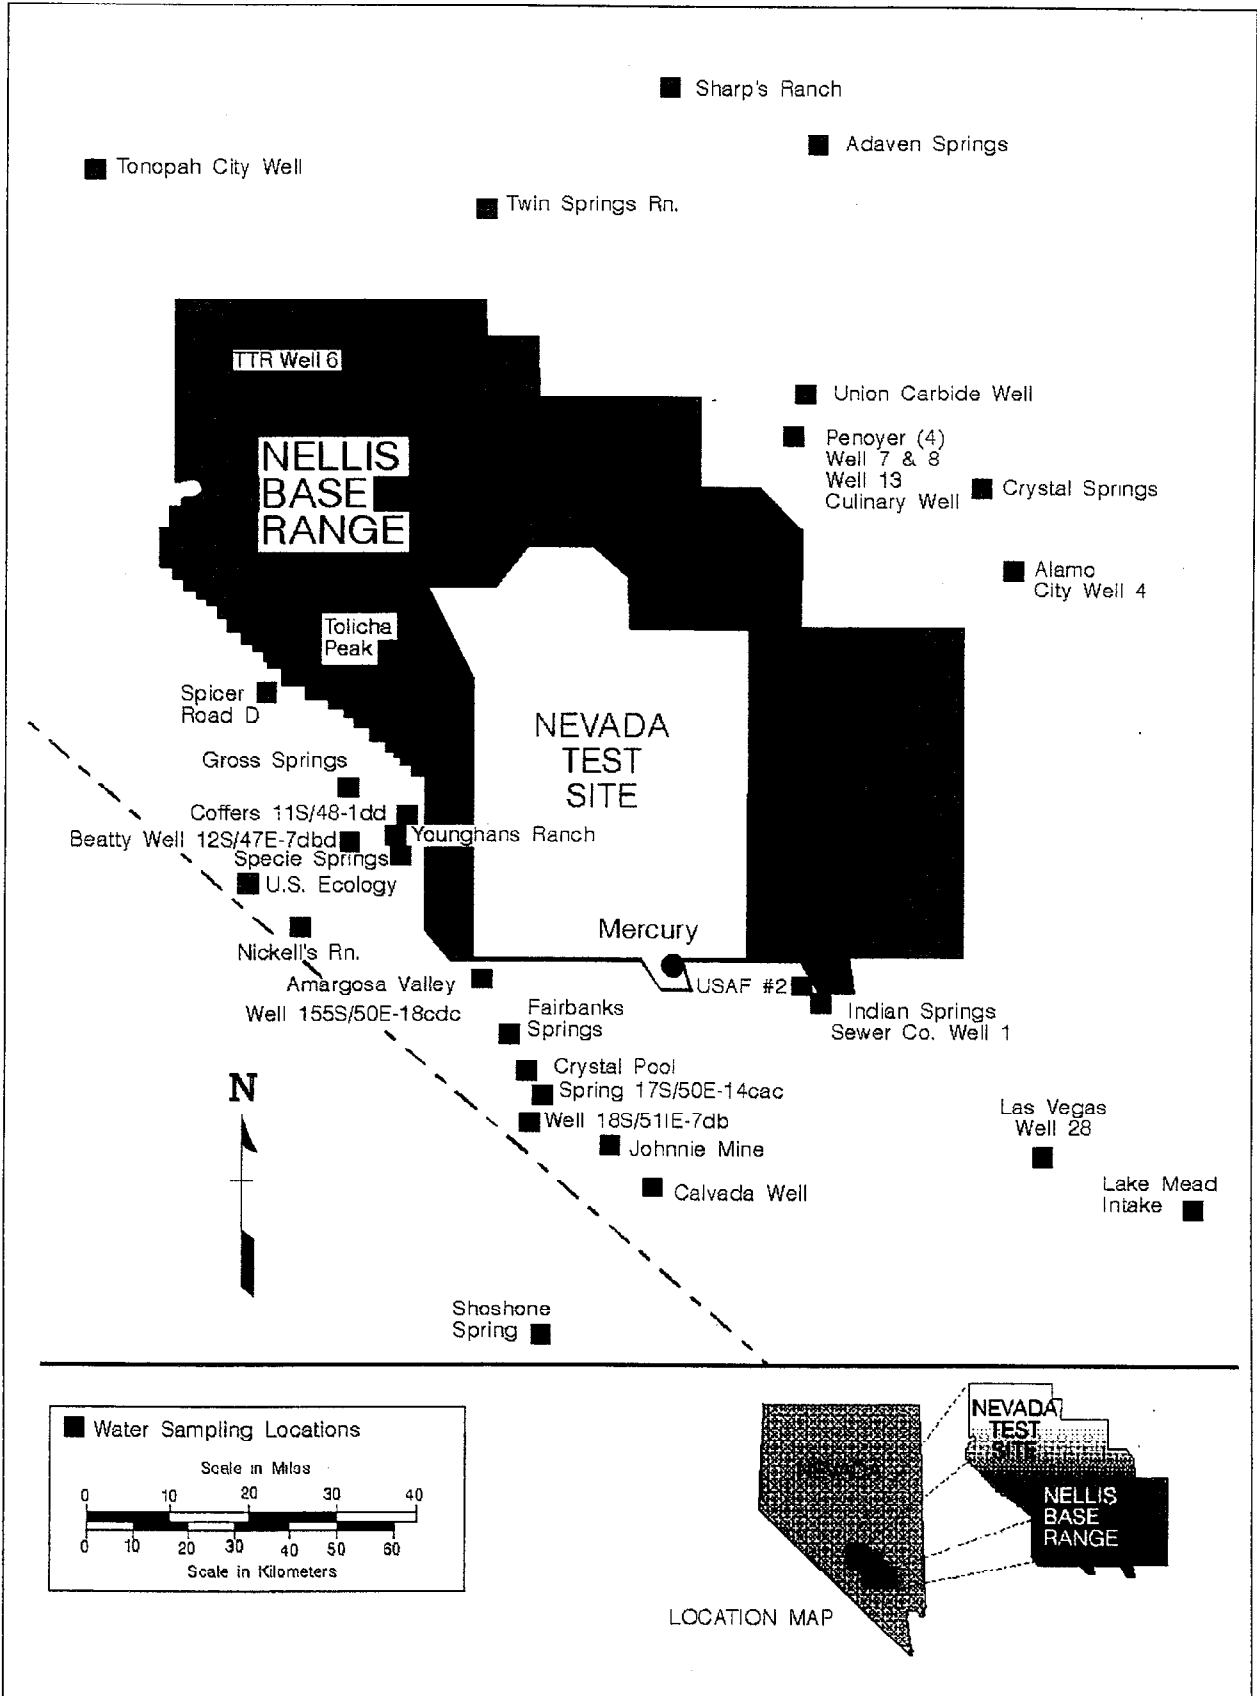 Sharp's Ranch
Adaven Springs
Tonopah City Well
Twin Springs Rn.
TTR Well 6
Union Carbide Well
NELLIS
BASE
RANGE
Penoyer (4)
Well 7 & 8
Well 13
Culinary Well
Crystal Springs
Alamo
City Well 4
Tolicha
Peak
Spicer
Road D
NEVADA
TEST
SITE
Gross Springs
Coffers 11S/48-1dd
Younghans Ranch
Beatty Well 12S/47E-7dbd
Specie Springs
U.S. Ecology
Mercury
Nickell's Rn.
Amargosa Valley
Well 155S/50E-18cdc
USAF #2
Fairbanks
Springs
Indian Springs
Sewer Co. Well 1
Crystal Pool
Spring 17S/50E-14cac
Well 18S/51IE-7db
Johnnie Mine
Calvada Well
N
Las Vegas
Well 28
Lake Mead
Intake
Shoshone
Spring
Water Sampling Locations
Scale in Miles
0 10 20 30 40
0 10 20 30 40 50 60
Scale in Kilometers
NEVADA
TEST
SITE
NEVADA
NELLIS
BASE
RANGE
LOCATION MAP